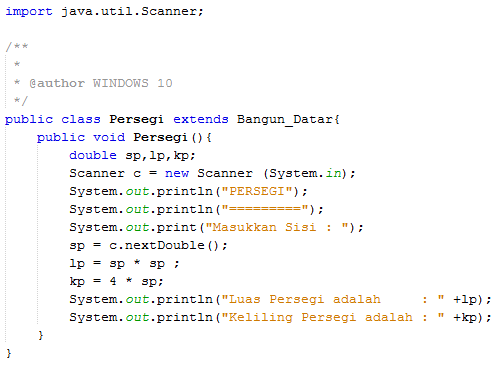 import java.util.Scanner;
/**
 *
 * @author WINDOWS 10
 */
public class Persegi extends Bangun_Datar{
    public void Persegi(){
        double sp,lp,kp;
        Scanner c = new Scanner (System.in);
        System.out.println("PERSEGI");
        System.out.println("=========");
        System.out.print("Masukkan Sisi : ");
        sp = c.nextDouble();
        lp = sp * sp ;
        kp = 4 * sp;
        System.out.println("Luas Persegi adalah     : " +lp);
        System.out.println("Keliling Persegi adalah : " +kp);
    }
}